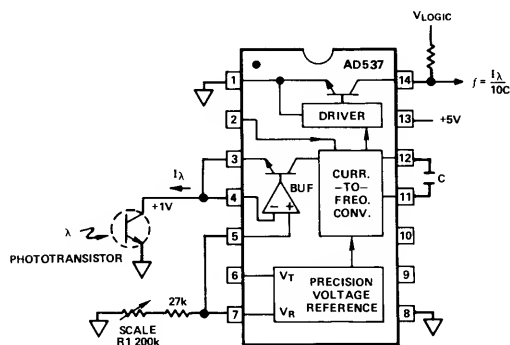 VLOGIC
AD537
1
14
f = Iλ/10C
DRIVER
2
13
+5V
3
12
Iλ
BUF
CURR.
-TO-
FREQ.
CONV.
C
+1V
4
11
λ
− +
PHOTOTRANSISTOR
5
10
6
VT
PRECISION
VOLTAGE
REFERENCE
9
27k
7
VR
8
SCALE
R1 200k